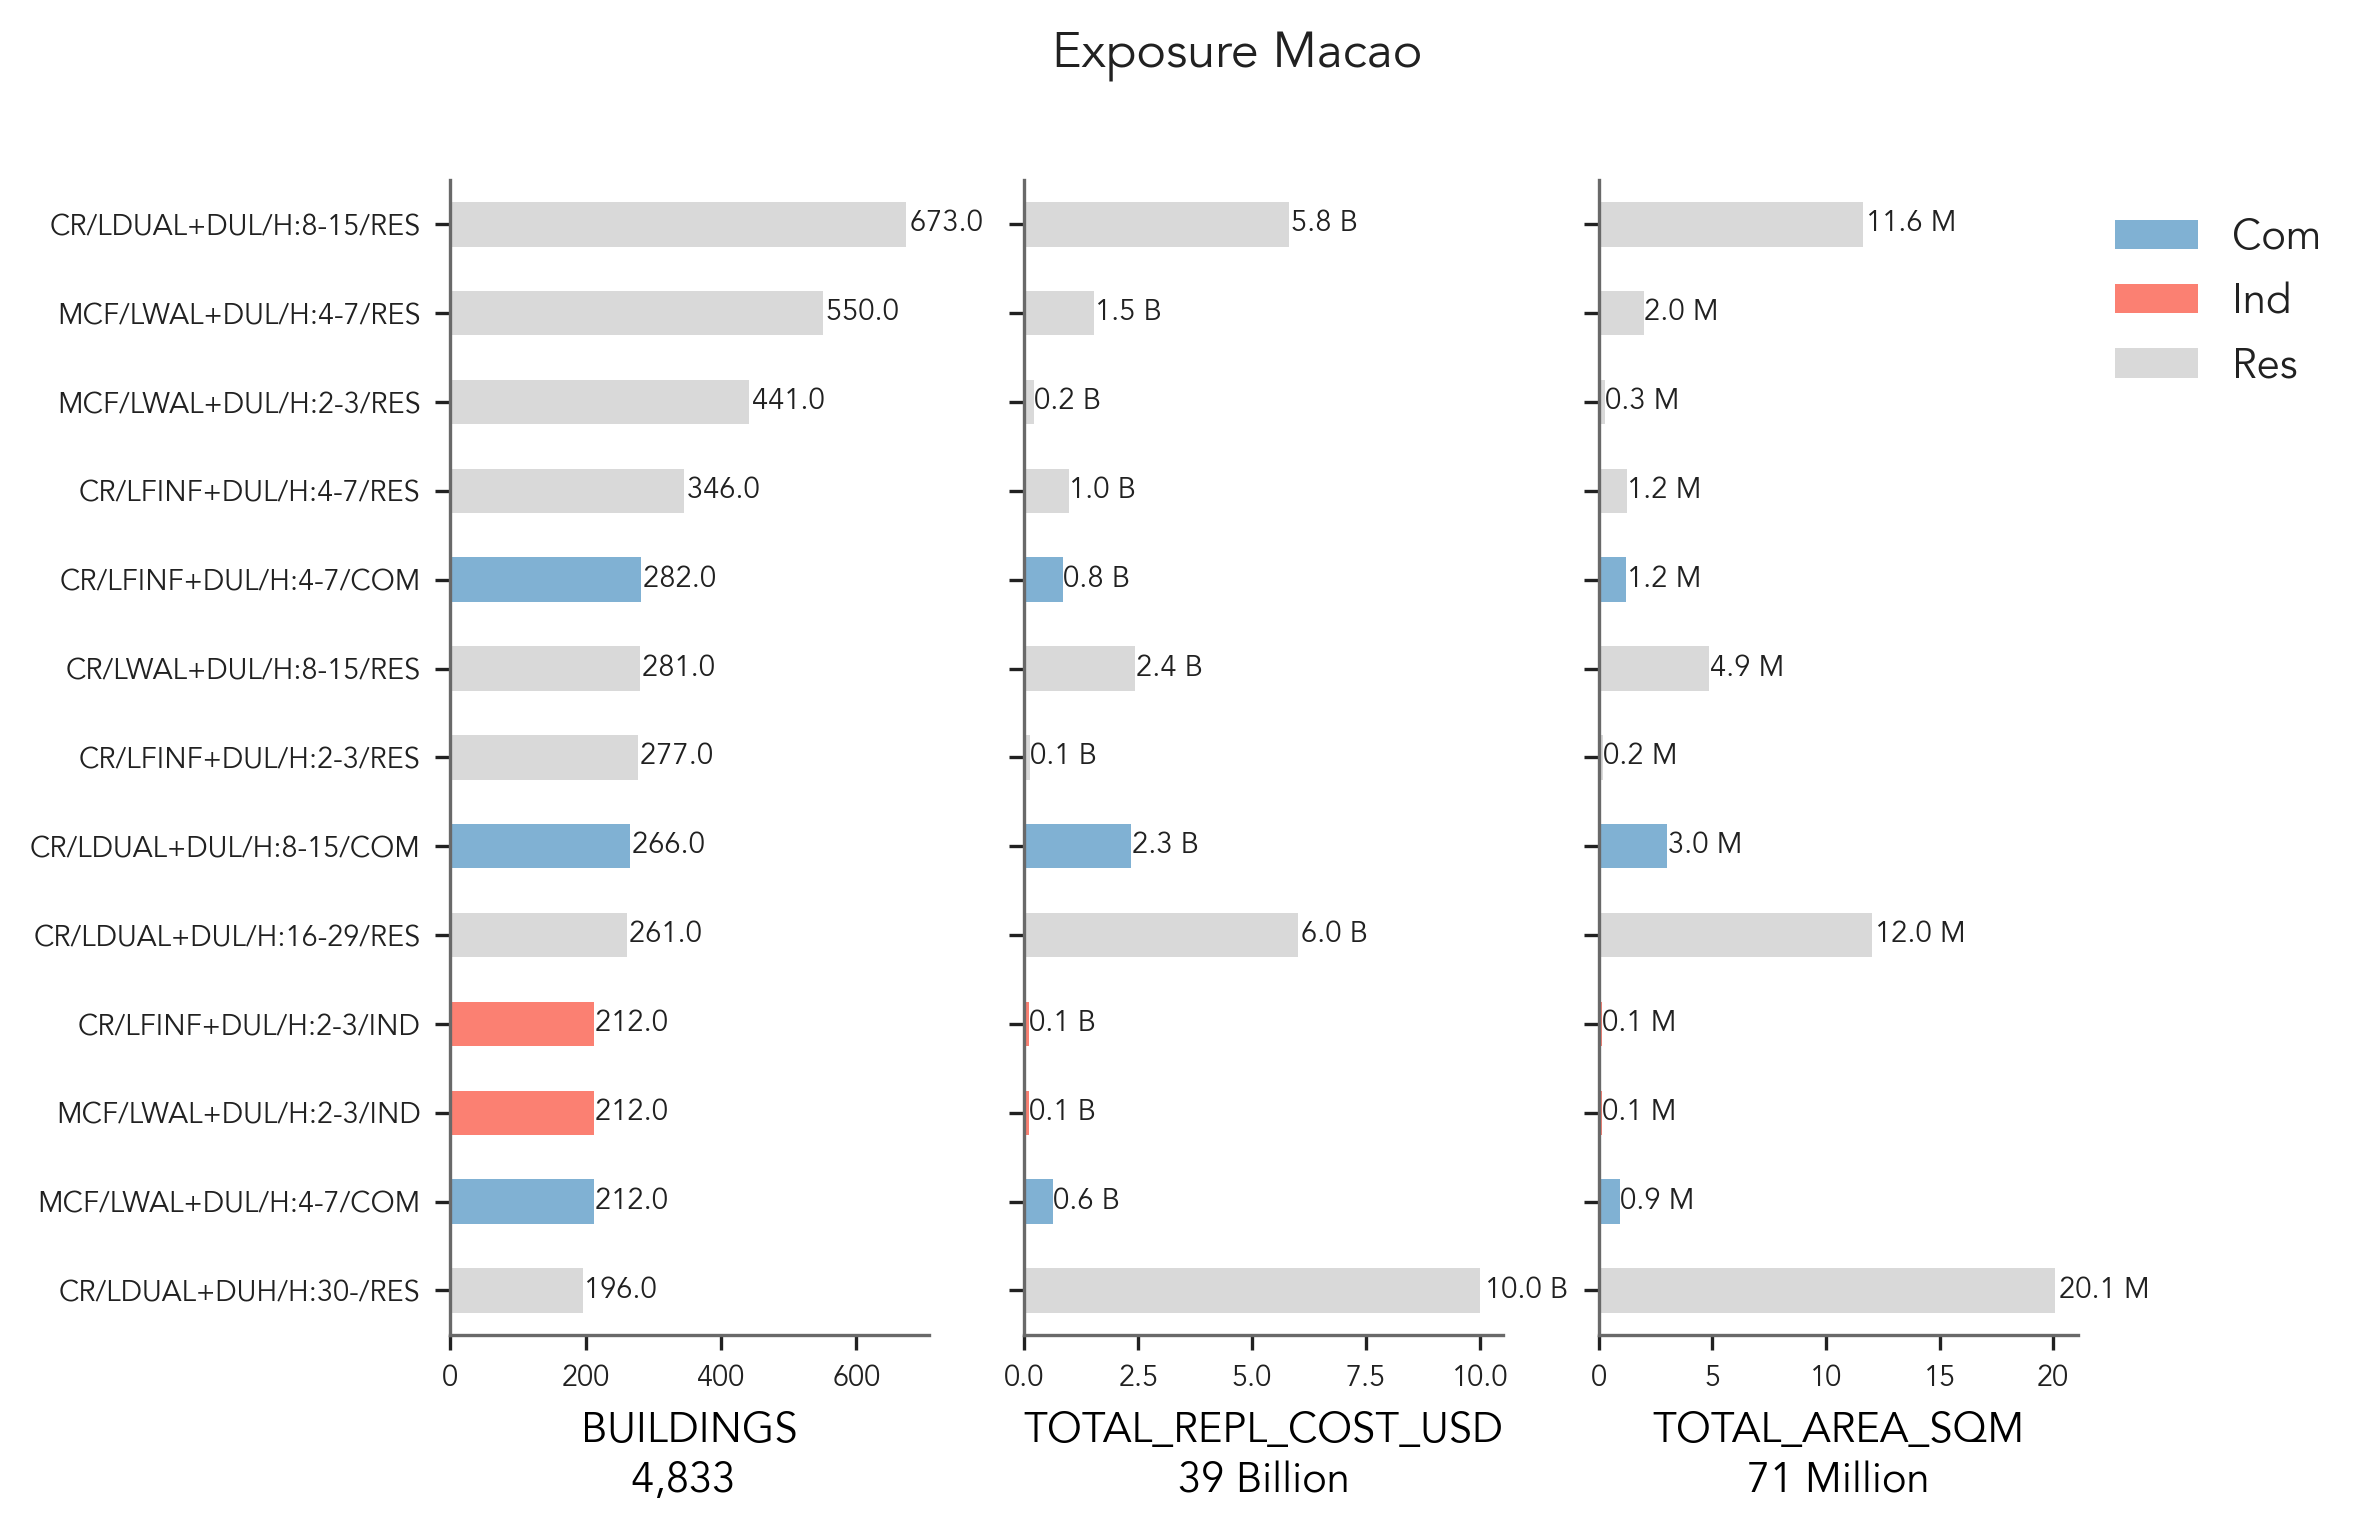 Exposure Macao
CR/LDUAL+DUL/H:8-15/RES 673.0 5.8 B 11.6 M
MCF/LWAL+DUL/H:4-7/RES 550.0 1.5 B 2.0 M
MCF/LWAL+DUL/H:2-3/RES 441.0 0.2 B 0.3 M
CR/LFINF+DUL/H:4-7/RES 346.0 1.0 B 1.2 M
CR/LFINF+DUL/H:4-7/COM 282.0 0.8 B 1.2 M
CR/LWAL+DUL/H:8-15/RES 281.0 2.4 B 4.9 M
CR/LFINF+DUL/H:2-3/RES 277.0 0.1 B 0.2 M
CR/LDUAL+DUL/H:8-15/COM 266.0 2.3 B 3.0 M
CR/LDUAL+DUL/H:16-29/RES 261.0 6.0 B 12.0 M
CR/LFINF+DUL/H:2-3/IND 212.0 0.1 B 0.1 M
MCF/LWAL+DUL/H:2-3/IND 212.0 0.1 B 0.1 M
MCF/LWAL+DUL/H:4-7/COM 212.0 0.6 B 0.9 M
CR/LDUAL+DUH/H:30-/RES 196.0 10.0 B 20.1 M
0 200 400 600
BUILDINGS
4,833
0.0 2.5 5.0 7.5 10.0
TOTAL_REPL_COST_USD
39 Billion
0 5 10 15 20
TOTAL_AREA_SQM
71 Million
Com
Ind
Res